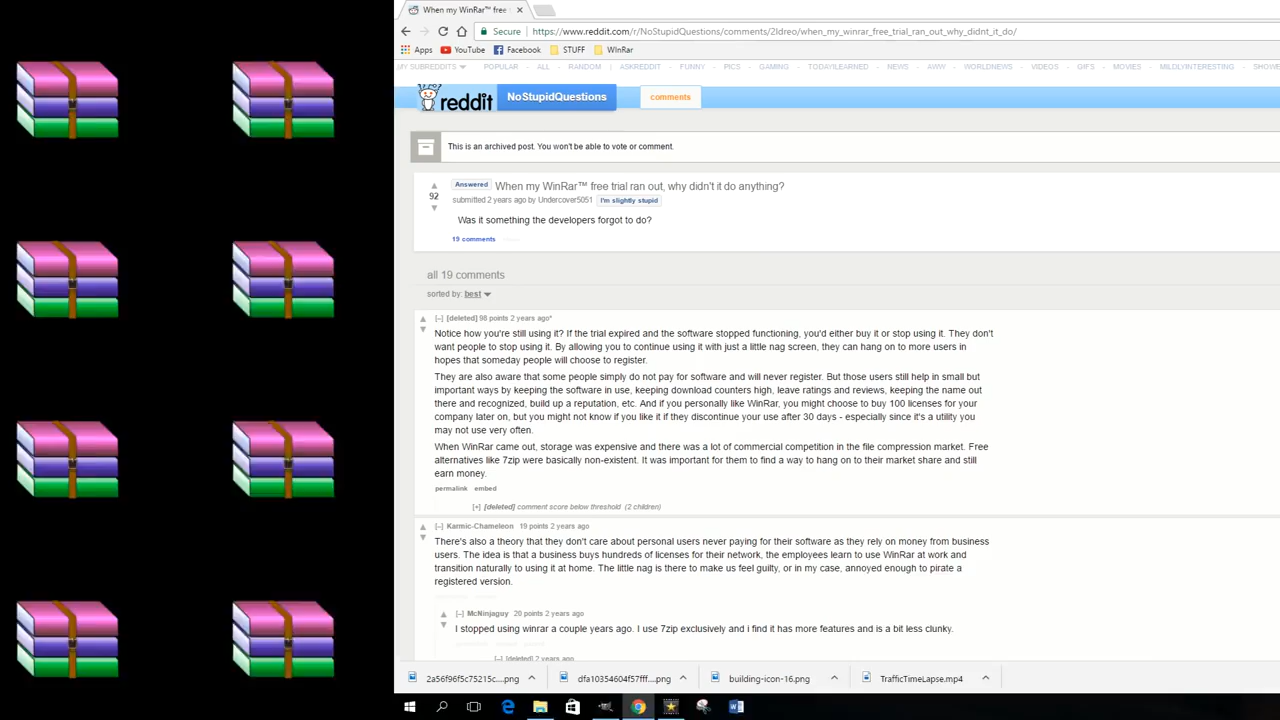 When my WinRar™ free
Secure | https://www.reddit.com/r/NoStupidQuestions/comments/2ldreo/when_my_winrar_free_trial_ran_out_why_didnt_it_do/
Apps YouTube Facebook STUFF WInRar
MY SUBREDDITS POPULAR - ALL - RANDOM | ASKREDDIT - FUNNY - PICS - GAMING - TODAYILEARNED - NEWS - AWW - WORLDNEWS - VIDEOS - GIFS - MOVIES - MILDLYINTERESTING - SHOWE
reddit NoStupidQuestions comments
This is an archived post. You won't be able to vote or comment.
Answered When my WinRar™ free trial ran out, why didn't it do anything?
92 submitted 2 years ago by Undercover5051 I'm slightly stupid
Was it something the developers forgot to do?
19 comments
all 19 comments
sorted by: best
[–] [deleted] 98 points 2 years ago*
Notice how you're still using it? If the trial expired and the software stopped functioning, you'd either buy it or stop using it. They don't
want people to stop using it. By allowing you to continue using it with just a little nag screen, they can hang on to more users in
hopes that someday people will choose to register.
They are also aware that some people simply do not pay for software and will never register. But those users still help in small but
important ways by keeping the software in use, keeping download counters high, leave ratings and reviews, keeping the name out
there and recognized, build up a reputation, etc. And if you personally like WinRar, you might choose to buy 100 licenses for your
company later on, but you might not know if you like it if they discontinue your use after 30 days - especially since it's a utility you
may not use very often.
When WinRar came out, storage was expensive and there was a lot of commercial competition in the file compression market. Free
alternatives like 7zip were basically non-existent. It was important for them to find a way to hang on to their market share and still
earn money.
permalink embed
[+] [deleted] comment score below threshold (2 children)
[–] Karmic-Chameleon 19 points 2 years ago
There's also a theory that they don't care about personal users never paying for their software as they rely on money from business
users. The idea is that a business buys hundreds of licenses for their network, the employees learn to use WinRar at work and
transition naturally to using it at home. The little nag is there to make us feel guilty, or in my case, annoyed enough to pirate a
registered version.
[–] McNinjaguy 20 points 2 years ago
I stopped using winrar a couple years ago. I use 7zip exclusively and i find it has more features and is a bit less clunky.
[–] [deleted] 2 years ago
2a56f96f5c75215c....png dfa10354604f57fff....png building-icon-16.png TrafficTimeLapse.mp4